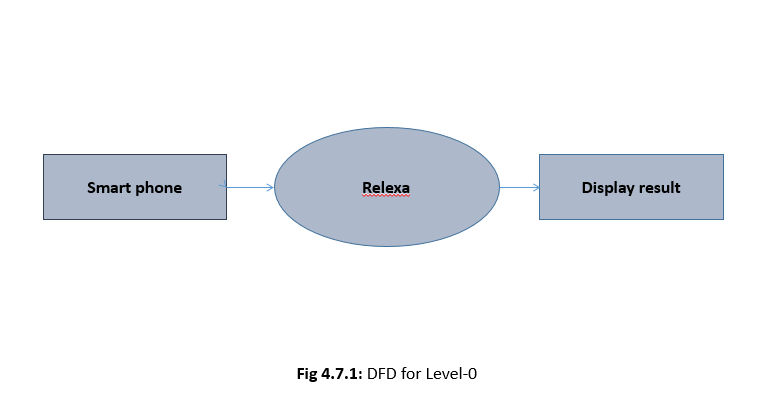 Smart phone
Relexa
Display result
Fig 4.7.1: DFD for Level-0